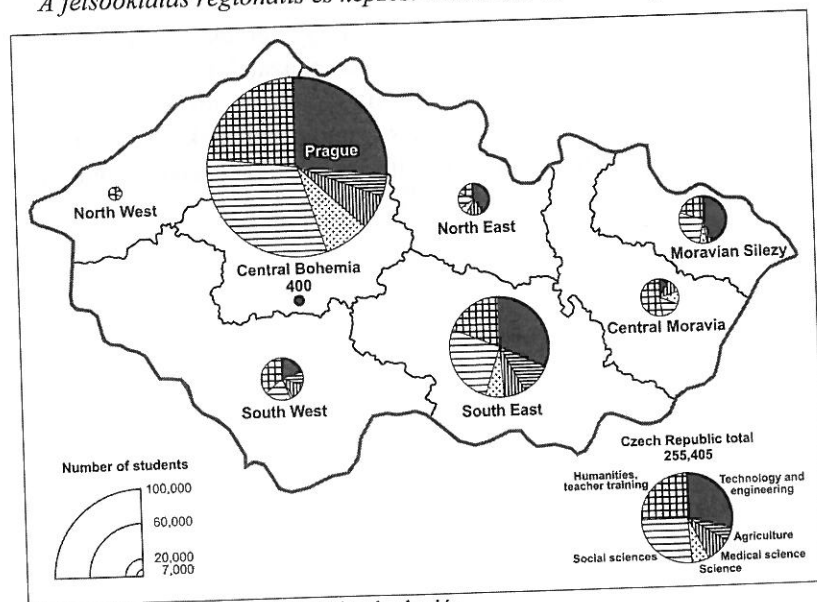 A felsőoktatás regionális és
Prague
North West
North East
Moravian Silezy
Central Bohemia
400
Central Moravia
South West
South East
Czech Republic total
255,405
Number of students
100,000
60,000
20,000
7,000
Humanities,
teacher training
Technology and
engineering
Agriculture
Medical science
Science
Social sciences